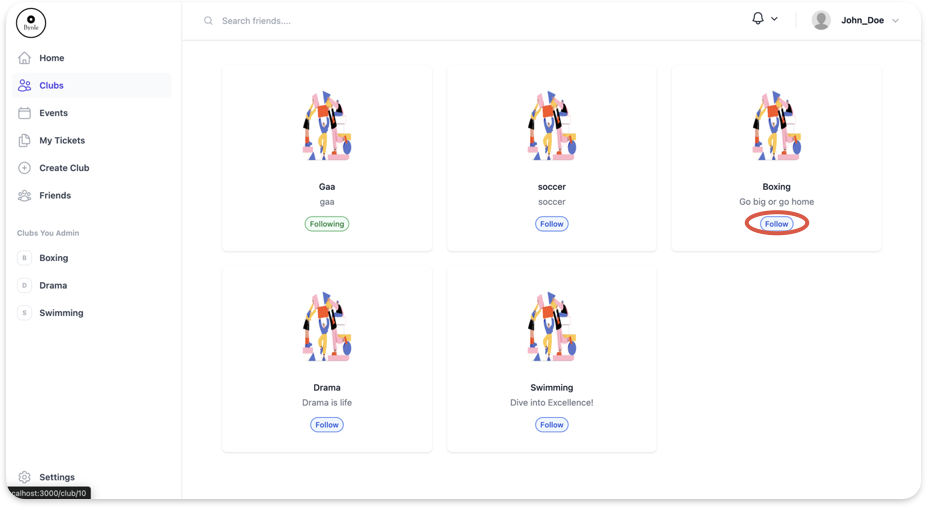 Search friends....
John_Doe
Home
Clubs
Events
My Tickets
Create Club
Friends
Clubs You Admin
B Boxing
D Drama
S Swimming
Settings
Gaa
gaa
Following
soccer
soccer
Follow
Boxing
Go big or go home
Follow
Drama
Drama is life
Follow
Swimming
Dive into Excellence!
Follow
calhost:3000/club/10